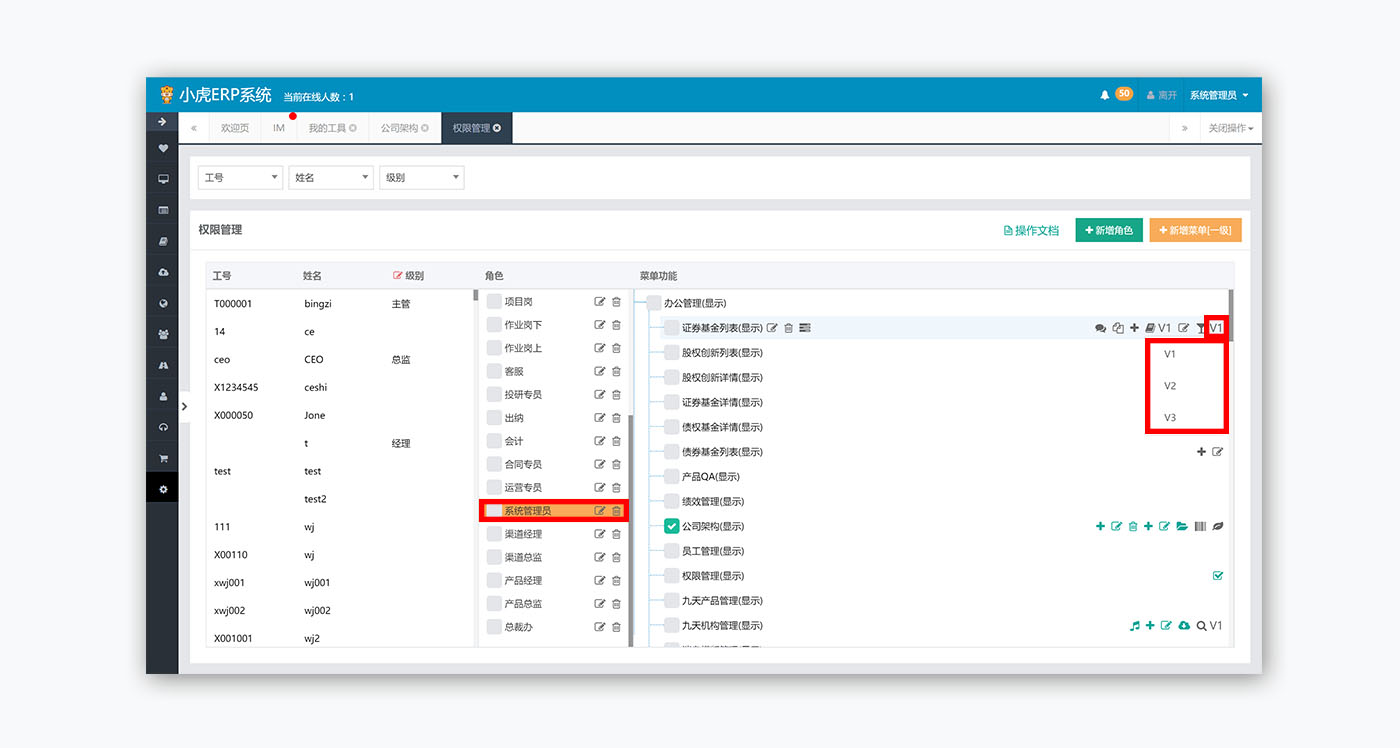 小虎ERP系统 当前在线人数：1 50 离开 系统管理员
欢迎页 IM 我的工具 公司架构 权限管理 关闭操作
工号 姓名 级别
权限管理 操作文档 新增角色 新增菜单[一级]
工号 姓名 级别 角色 菜单功能
T000001 bingzi 主管
14 ce
ceo CEO 总监
X1234545 ceshi
X000050 Jone
t 经理
test test
test2
111 wj
X00110 wj
xwj001 wj001
xwj002 wj002
X001001 wj2
项目岗
作业岗下
作业岗上
客服
投研专员
出纳
会计
合同专员
运营专员
系统管理员
渠道经理
渠道总监
产品经理
产品总监
总裁办
办公管理(显示)
证券基金列表(显示) V1 V1
股权创新列表(显示)
股权创新详情(显示)
证券基金详情(显示)
债权基金详情(显示)
债券基金列表(显示)
产品QA(显示)
绩效管理(显示)
公司架构(显示)
员工管理(显示)
权限管理(显示)
九天产品管理(显示)
九天机构管理(显示) V1
V1
V2
V3